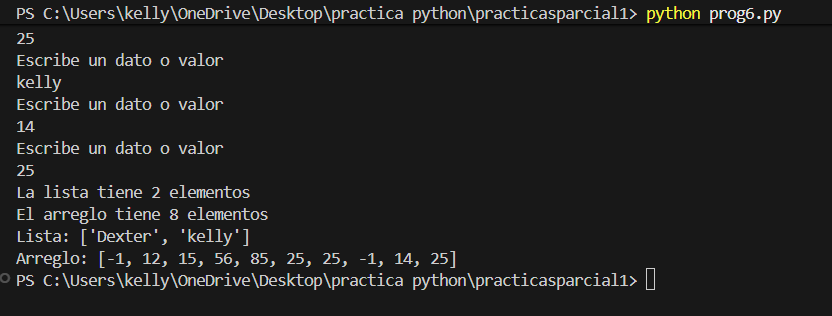 PS C:\Users\kelly\OneDrive\Desktop\practica python\practicasparcial1> python prog6.py
25
Escribe un dato o valor
kelly
Escribe un dato o valor
14
Escribe un dato o valor
25
La lista tiene 2 elementos
El arreglo tiene 8 elementos
Lista: ['Dexter', 'kelly']
Arreglo: [-1, 12, 15, 56, 85, 25, 25, -1, 14, 25]
PS C:\Users\kelly\OneDrive\Desktop\practica python\practicasparcial1>